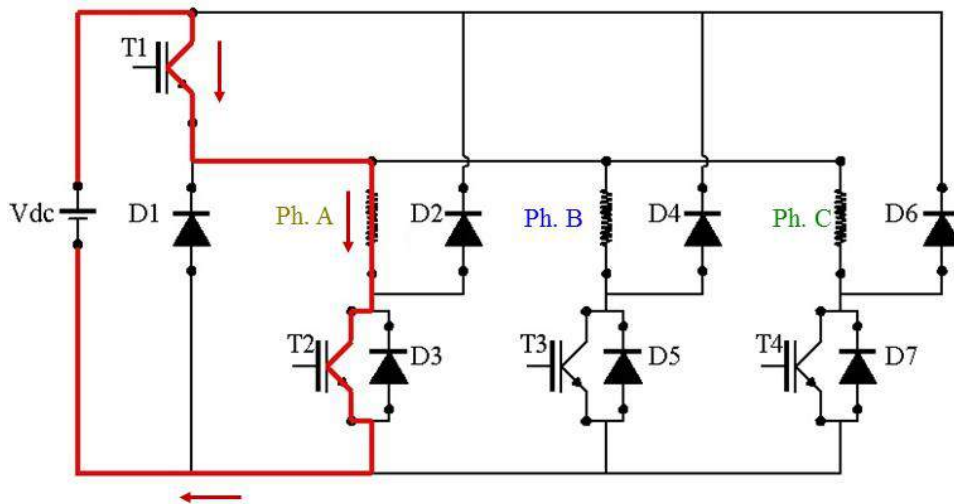 T1
Vdc
D1
Ph. A
D2
Ph. B
D4
Ph. C
D6
T2
D3
T3
D5
T4
D7